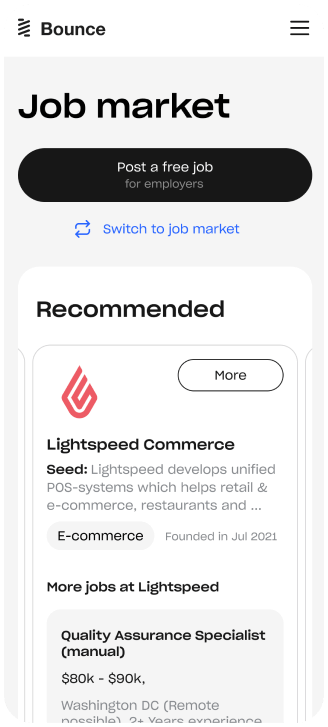 Bounce
Job market
Post a free job
for employers
Switch to job market
Recommended
More
Lightspeed Commerce
Seed: Lightspeed develops unified
POS-systems which helps retail &
e-commerce, restaurants and ...
E-commerce
Founded in Jul 2021
More jobs at Lightspeed
Quality Assurance Specialist
(manual)
$80k - $90k,
Washington DC (Remote
possible), 2+ Years experience